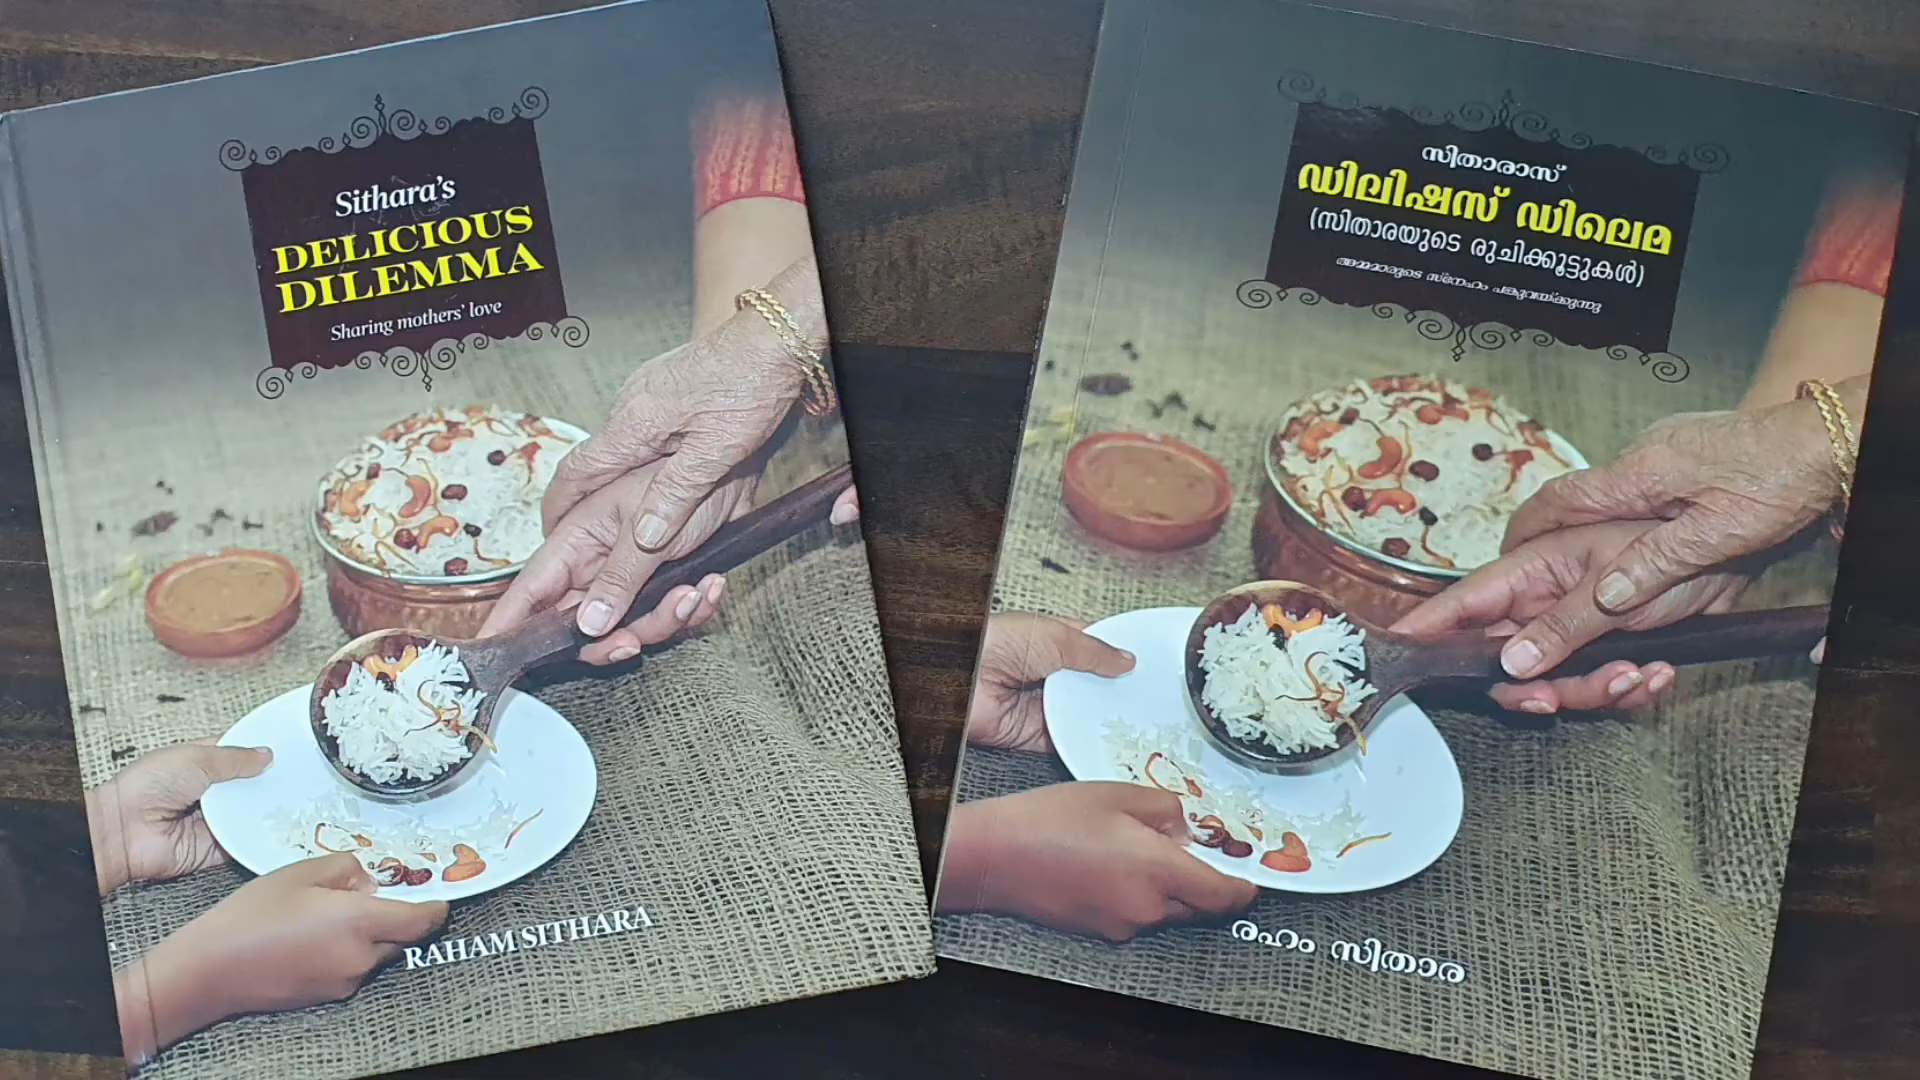 Sithara's
DELICIOUS
DILEMMA
Sharing mothers' love
RAHAM SITHARA
സിതാരാസ്
ഡിലിഷസ് ഡിലെമ
(സിതാരയുടെ രുചിക്കൂട്ടുകൾ)
അമ്മമാരുടെ സ്നേഹം പങ്കുവയ്ക്കുന്നു
രഹം സിതാര